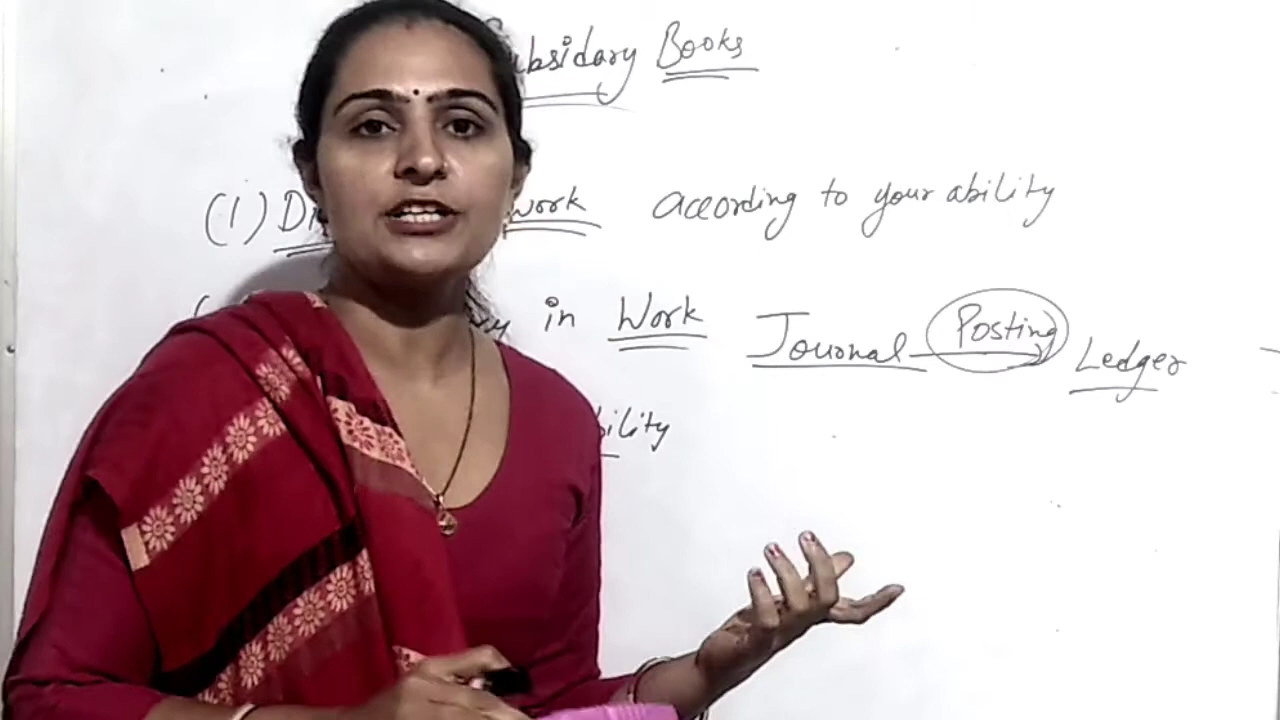 Subsidary Books
(1) work according to your ability
in Work Journal Posting Ledger